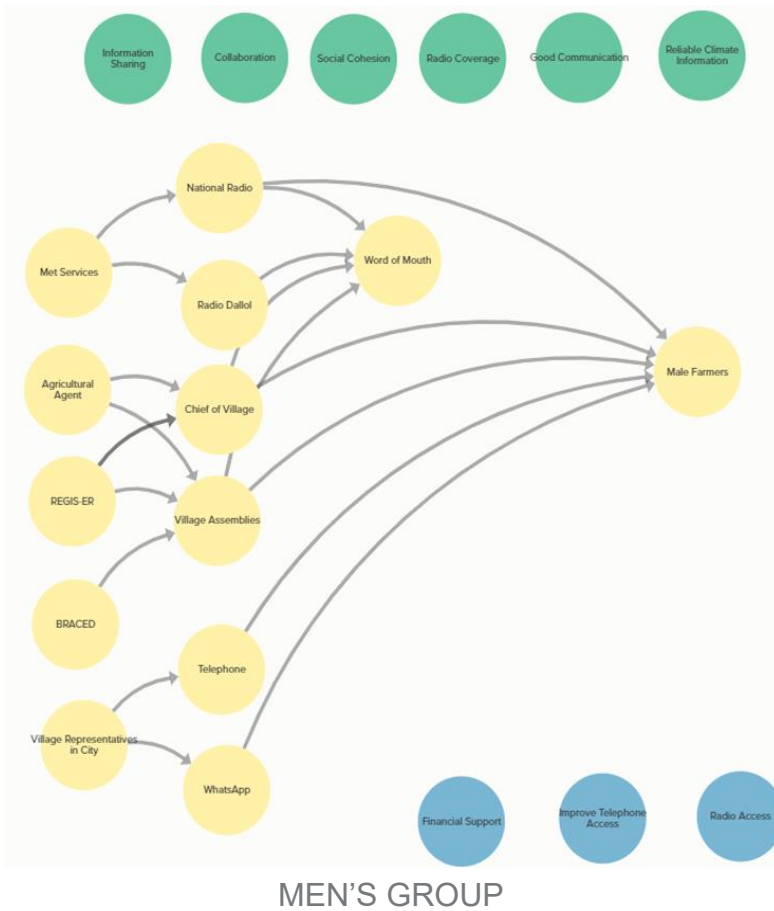 Information
Sharing
Collaboration
Social Cohesion
Radio Coverage
Good Communication
Reliable Climate
Information
National Radio
Word of Mouth
Met Services
Radio Dallol
Male Farmers
Agricultural
Agent
Chief of Village
REGIS-ER
Village Assemblies
BRACED
Telephone
Village Representatives
in City
WhatsApp
Financial Support
Improve Telephone
Access
Radio Access
MEN'S GROUP